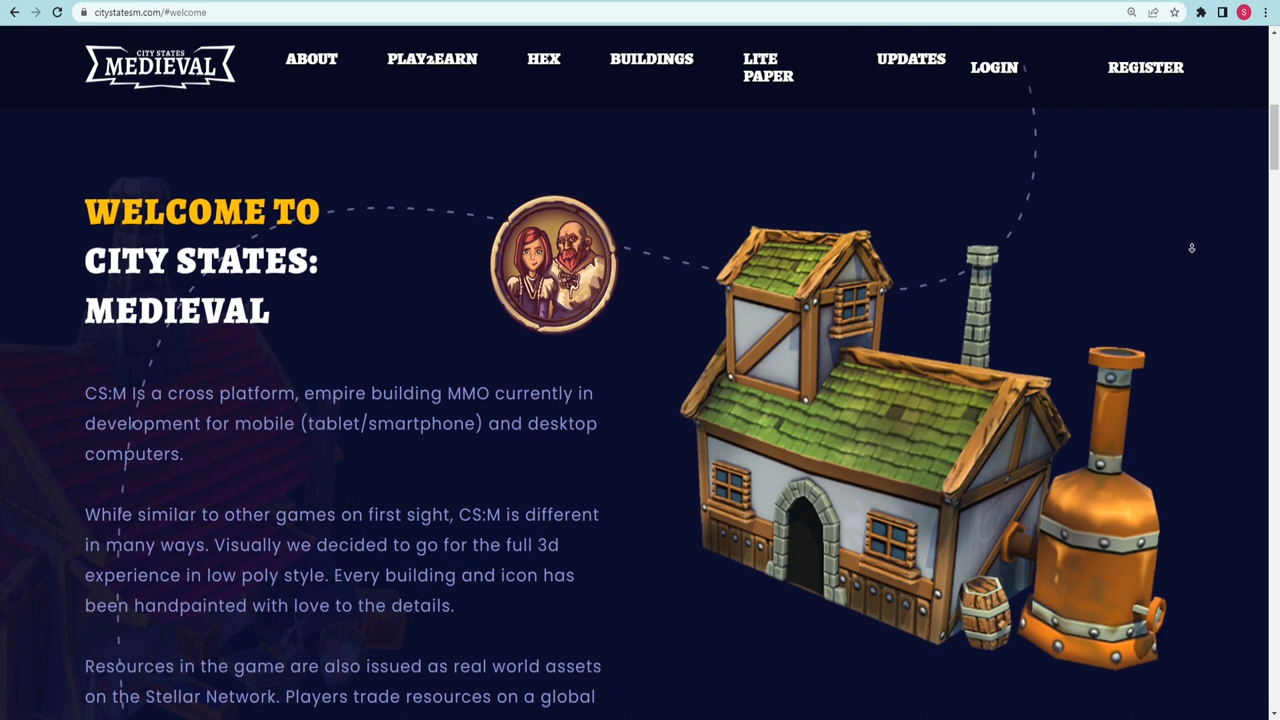 citystatesm.com/#welcome
S
CITY STATES
MEDIEVAL
ABOUT
PLAY2EARN
HEX
BUILDINGS
LITE
PAPER
UPDATES
LOGIN
REGISTER
WELCOME TO
CITY STATES:
MEDIEVAL
CS:M Is a cross platform, empire building MMO currently in
development for mobile (tablet/smartphone) and desktop
computers.
While similar to other games on first sight, CS:M is different
in many ways. Visually we decided to go for the full 3d
experience in low poly style. Every building and icon has
been handpainted with love to the details.
Resources in the game are also issued as real world assets
on the Stellar Network. Players trade resources on a global